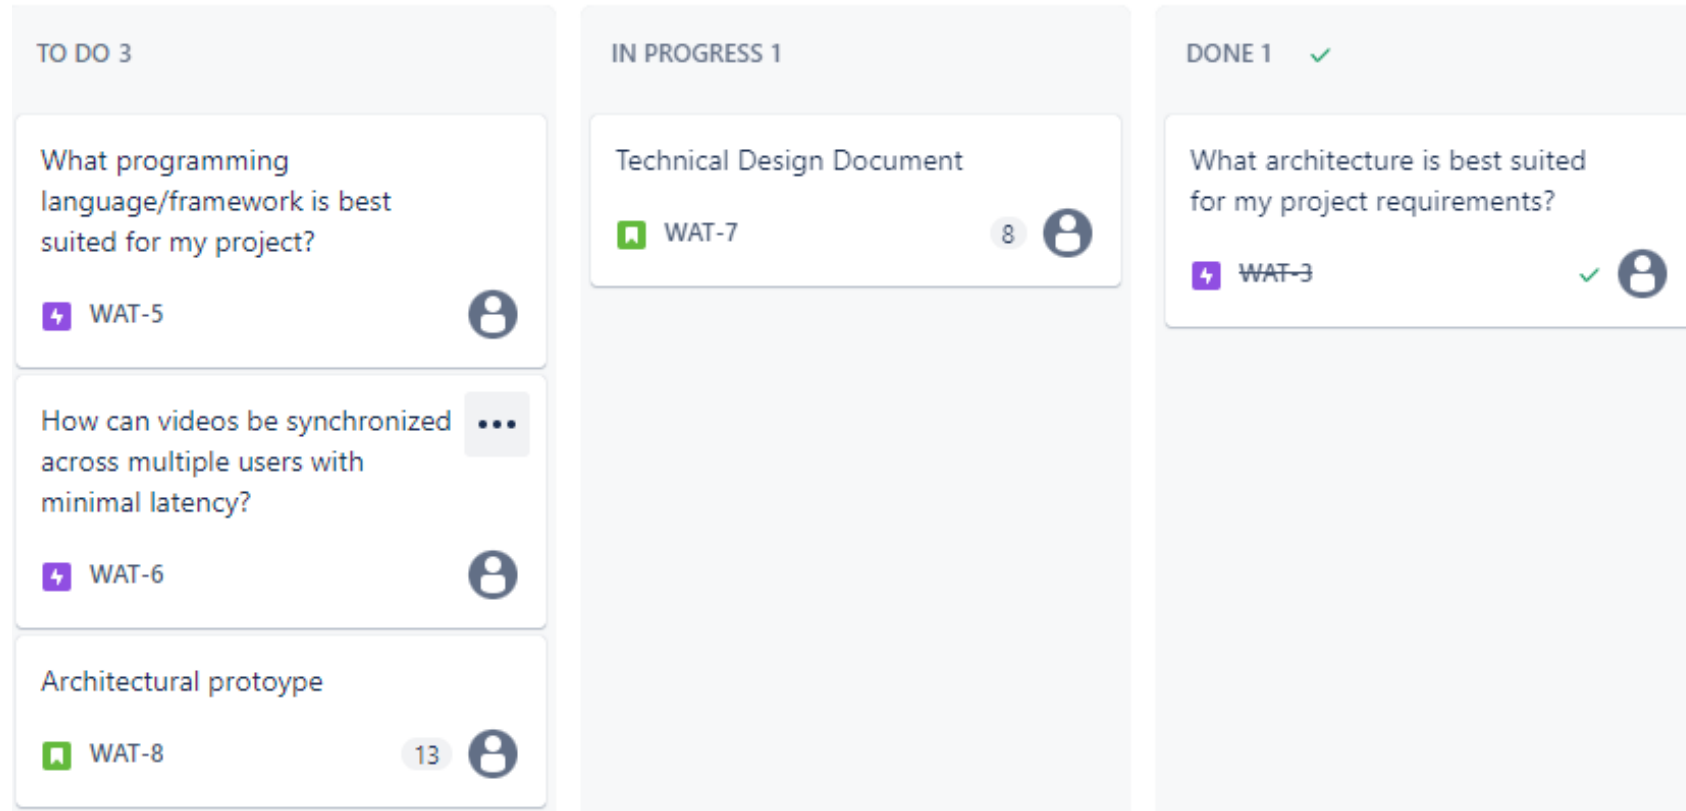 TO DO 3
What programming
language/framework is best
suited for my project?
WAT-5
How can videos be synchronized
across multiple users with
minimal latency?
WAT-6
Architectural protoype
WAT-8 13
IN PROGRESS 1
Technical Design Document
WAT-7 8
DONE 1
What architecture is best suited
for my project requirements?
WAT-3